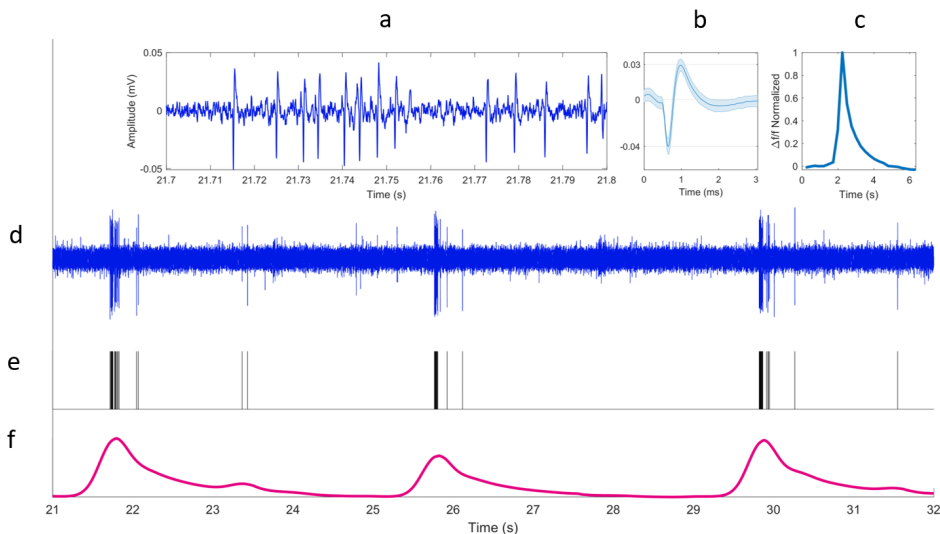 a b c
0.05
0
-0.05
Amplitude (mV)
21.7 21.71 21.72 21.73 21.74 21.75 21.76 21.77 21.78 21.79 21.8
Time (s)
0.03
0
-0.04
0 1 2 3
Time (ms)
1
0.8
0.6
0.4
0.2
0
Δf/f Normalized
0 2 4 6
Time (s)
d
e
f
21 22 23 24 25 26 27 28 29 30 31 32
Time (s)